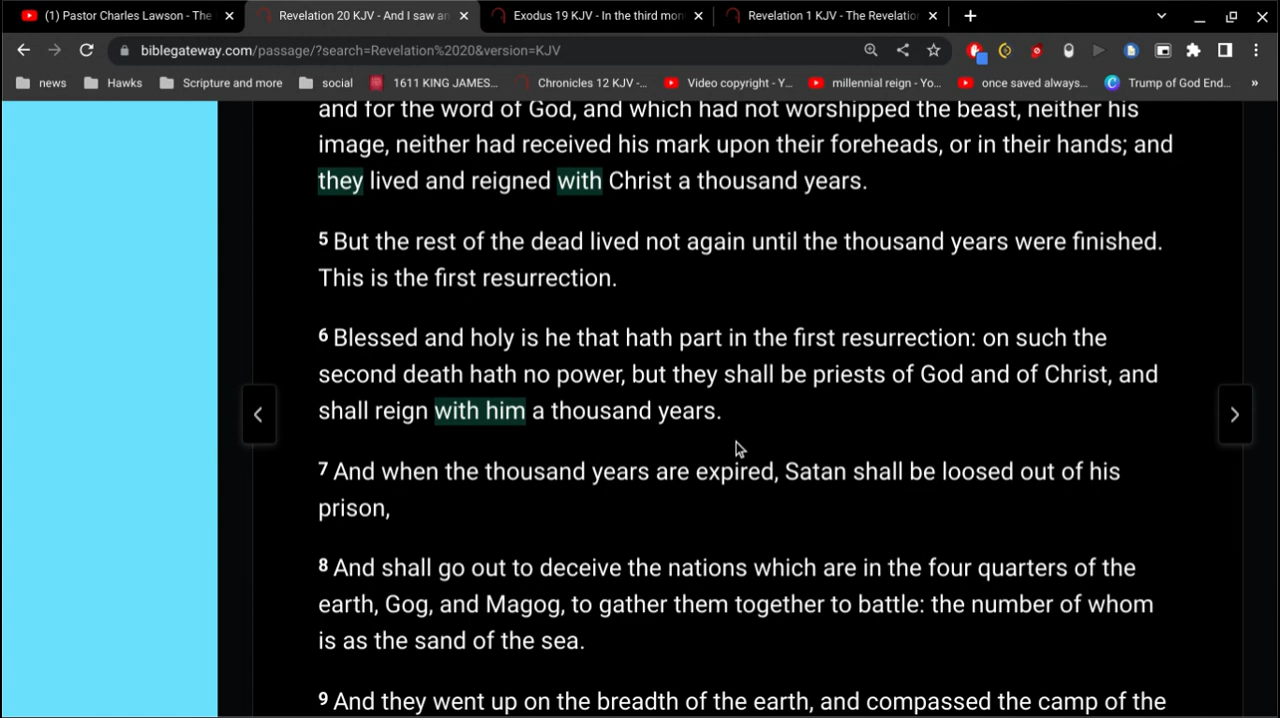 (1) Pastor Charles Lawson - The
Revelation 20 KJV - And I saw an
Exodus 19 KJV - In the third mon
Revelation 1 KJV - The Revelatio
biblegateway.com/passage/?search=Revelation%2020&version=KJV
news
Hawks
Scripture and more
social
1611 KING JAMES...
Chronicles 12 KJV -...
Video copyright - Y...
millennial reign - Yo...
once saved always...
Trump of God End...
»
and for the word of God, and which had not worshipped the beast, neither his
image, neither had received his mark upon their foreheads, or in their hands; and
they lived and reigned with Christ a thousand years.
5 But the rest of the dead lived not again until the thousand years were finished.
This is the first resurrection.
6 Blessed and holy is he that hath part in the first resurrection: on such the
second death hath no power, but they shall be priests of God and of Christ, and
shall reign with him a thousand years.
7 And when the thousand years are expired, Satan shall be loosed out of his
prison,
8 And shall go out to deceive the nations which are in the four quarters of the
earth, Gog, and Magog, to gather them together to battle: the number of whom
is as the sand of the sea.
9 And they went up on the breadth of the earth, and compassed the camp of the